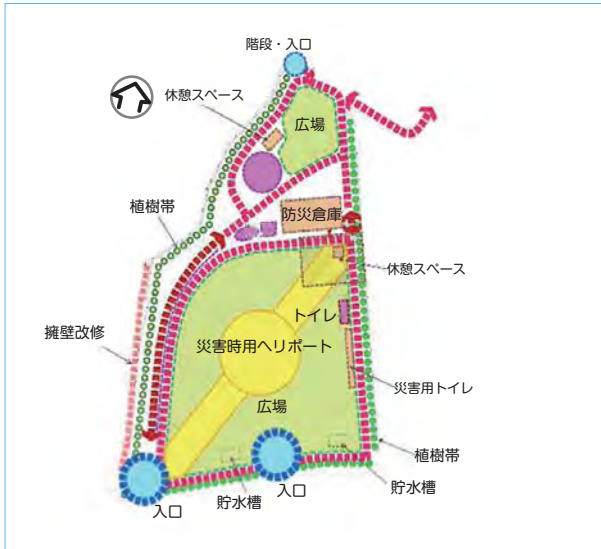 階段・入口
休憩スペース
広場
植樹帯
防災倉庫
休憩スペース
トイレ
擁壁改修
災害時用ヘリポート
災害用トイレ
広場
植樹帯
入口
貯水槽
入口
貯水槽